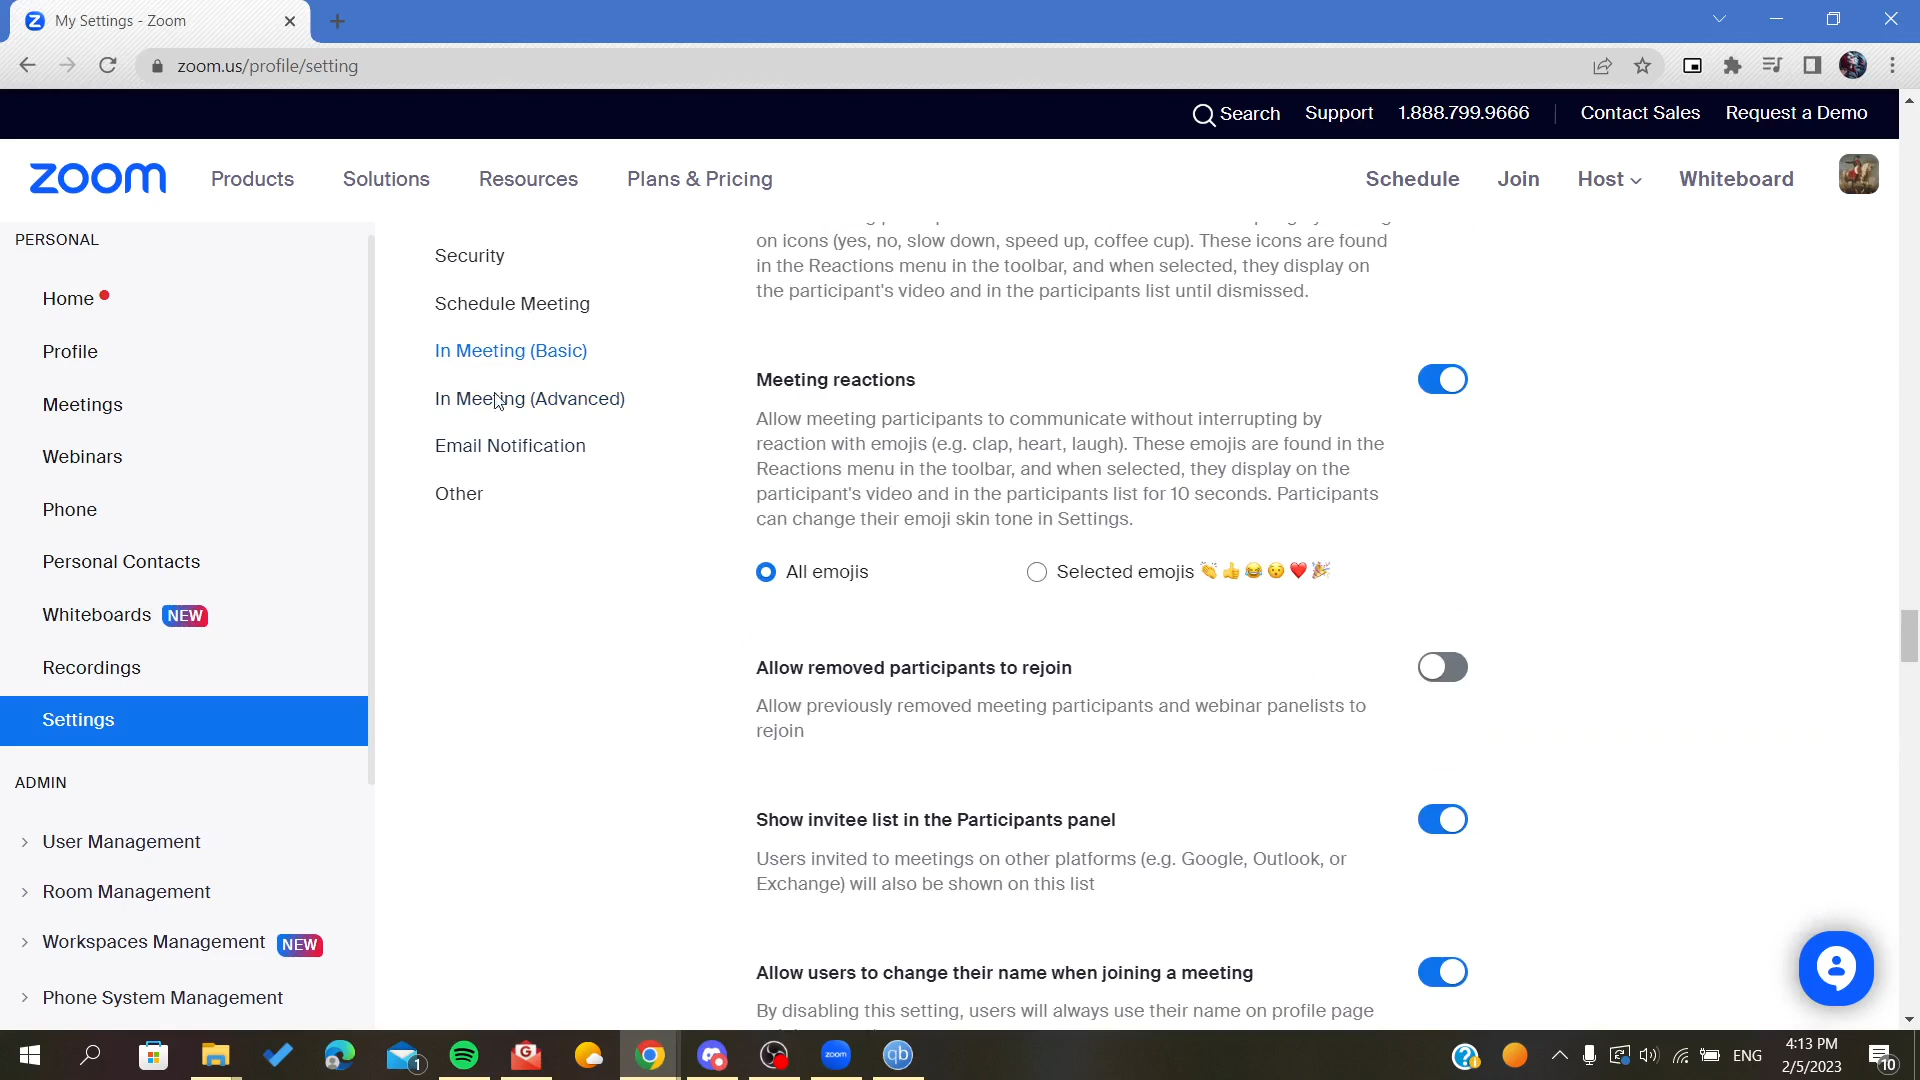 My Settings - Zoom
zoom.us/profile/setting
Search
Support
1.888.799.9666
Contact Sales
Request a Demo
zoom
Products
Solutions
Resources
Plans & Pricing
Schedule
Join
Host
Whiteboard
PERSONAL
Home
Profile
Meetings
Webinars
Phone
Personal Contacts
Whiteboards NEW
Recordings
Settings
ADMIN
User Management
Room Management
Workspaces Management NEW
Phone System Management
Security
Schedule Meeting
In Meeting (Basic)
In Meeting (Advanced)
Email Notification
Other
on icons (yes, no, slow down, speed up, coffee cup). These icons are found
in the Reactions menu in the toolbar, and when selected, they display on
the participant's video and in the participants list until dismissed.
Meeting reactions
Allow meeting participants to communicate without interrupting by
reaction with emojis (e.g. clap, heart, laugh). These emojis are found in the
Reactions menu in the toolbar, and when selected, they display on the
participant's video and in the participants list for 10 seconds. Participants
can change their emoji skin tone in Settings.
All emojis
Selected emojis 👏👍😂😯❤️🎉
Allow removed participants to rejoin
Allow previously removed meeting participants and webinar panelists to
rejoin
Show invitee list in the Participants panel
Users invited to meetings on other platforms (e.g. Google, Outlook, or
Exchange) will also be shown on this list
Allow users to change their name when joining a meeting
By disabling this setting, users will always use their name on profile page
1
zoom
qb
ENG
4:13 PM
2/5/2023
10